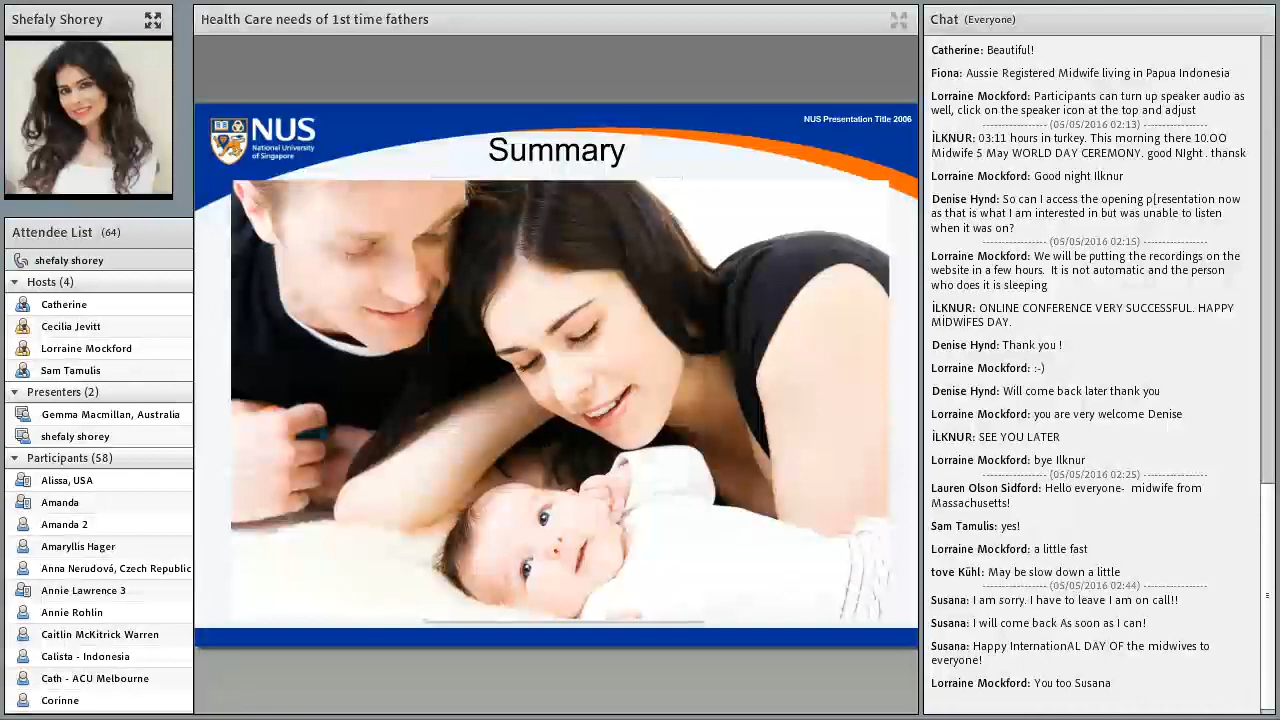 Shefaly Shorey
Attendee List (64)
shefaly shorey
Hosts (4)
Catherine
Cecilia Jevitt
Lorraine Mockford
Sam Tamulis
Presenters (2)
Gemma Macmillan, Australia
shefaly shorey
Participants (58)
Alissa, USA
Amanda
Amanda 2
Amaryllis Hager
Anna Nerudová, Czech Republic
Annie Lawrence 3
Annie Rohlin
Caitlin McKitrick Warren
Calista - Indonesia
Cath - ACU Melbourne
Corinne
Health Care needs of 1st time fathers
NUS
National University
of Singapore
NUS Presentation Title 2006
Summary
Chat (Everyone)
Catherine: Beautiful!
Fiona: Aussie Registered Midwife living in Papua Indonesia
Lorraine Mockford: Participants can turn up speaker audio as
well, click on the speaker icon at the top and adjust
------------------ (05/05/2016 02:13) ------------------
İLKNUR: 03:11 hours in turkey. This morning there 10.OO
Midwife 5 May WORLD DAY CEREMONY. good Night . thansk
Lorraine Mockford: Good night Ilknur
Denise Hynd: So can I access the opening p[resentation now
as that is what I am interested in but was unable to listen
when it was on?
------------------ (05/05/2016 02:15) ------------------
Lorraine Mockford: We will be putting the recordings on the
website in a few hours. It is not automatic and the person
who does it is sleeping
İLKNUR: ONLINE CONFERENCE VERY SUCCESSFUL. HAPPY
MİDWİFES DAY.
Denise Hynd: Thank you !
Lorraine Mockford: :-)
Denise Hynd: Will come back later thank you
Lorraine Mockford: you are very welcome Denise
İLKNUR: SEE YOU LATER
Lorraine Mockford: bye Ilknur
------------------ (05/05/2016 02:25) ------------------
Lauren Olson Sidford: Hello everyone- midwife from
Massachusetts!
Sam Tamulis: yes!
Lorraine Mockford: a little fast
tove Kühl: May be slow down a little
------------------ (05/05/2016 02:44) ------------------
Susana: I am sorry. I have to leave I am on call!!
Susana: I will come back As soon as I can!
Susana: Happy InternationAL DAY OF the midwives to
everyone!
Lorraine Mockford: You too Susana